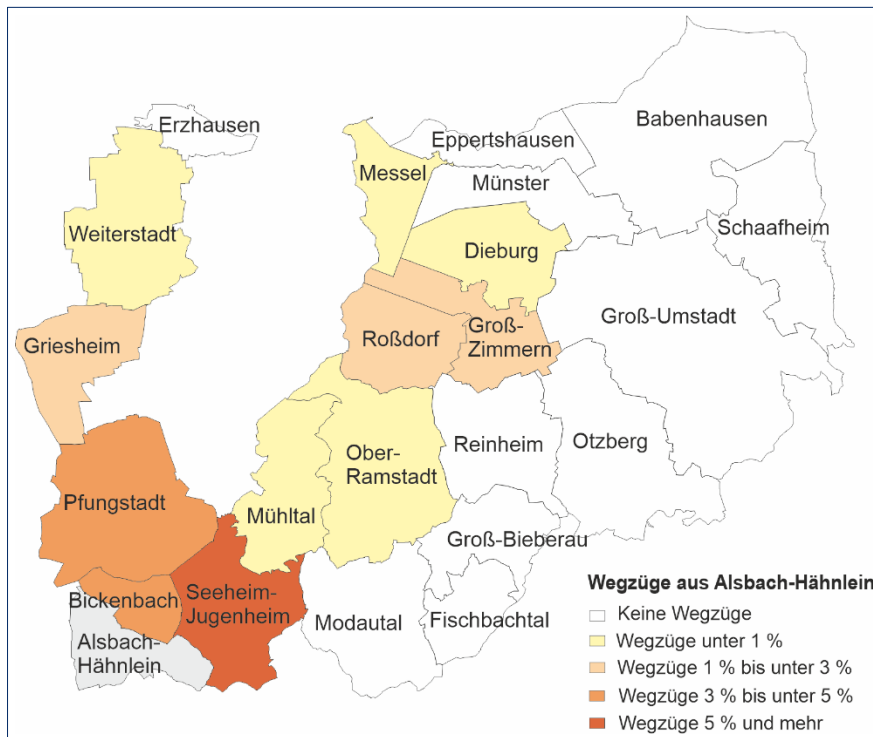 Erzhausen
Babenhausen
Eppertshausen
Messel
Münster
Schaafheim
Weiterstadt
Dieburg
Groß-Umstadt
Griesheim
Roßdorf
Groß-
Zimmern
Reinheim
Otzberg
Ober-
Ramstadt
Pfungstadt
Mühltal
Groß-Bieberau
Bickenbach
Seeheim-
Jugenheim
Modautal
Fischbachtal
Alsbach-
Hähnlein
Wegzüge aus Alsbach-Hähnlein
Keine Wegzüge
Wegzüge unter 1 %
Wegzüge 1 % bis unter 3 %
Wegzüge 3 % bis unter 5 %
Wegzüge 5 % und mehr